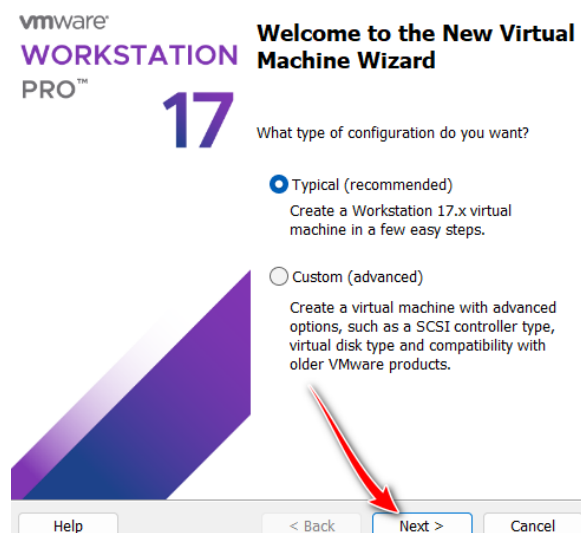 vmware
WORKSTATION
PRO™
17
Welcome to the New Virtual
Machine Wizard
What type of configuration do you want?
Typical (recommended)
Create a Workstation 17.x virtual
machine in a few easy steps.
Custom (advanced)
Create a virtual machine with advanced
options, such as a SCSI controller type,
virtual disk type and compatibility with
older VMware products.
Help
< Back
Next >
Cancel